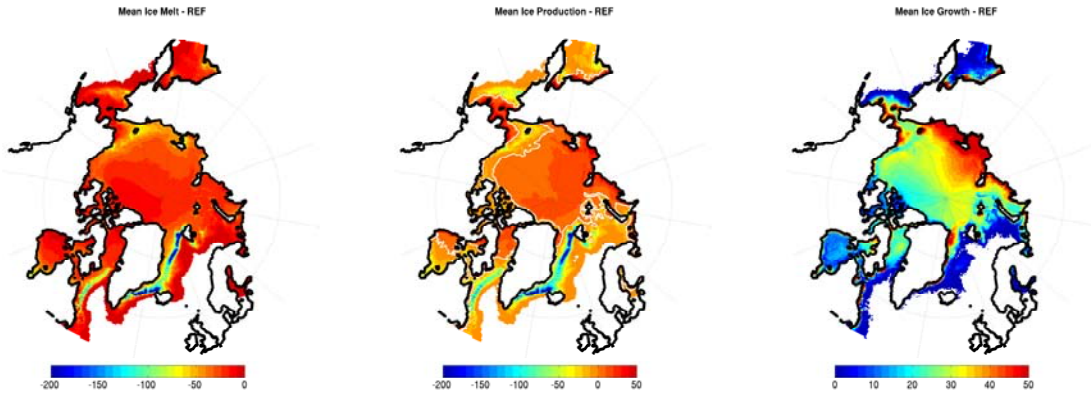 Mean Ice Melt - REF
Mean Ice Production - REF
Mean Ice Growth - REF
-200 -150 -100 -50 0
-200 -150 -100 -50 0 50
0 10 20 30 40 50